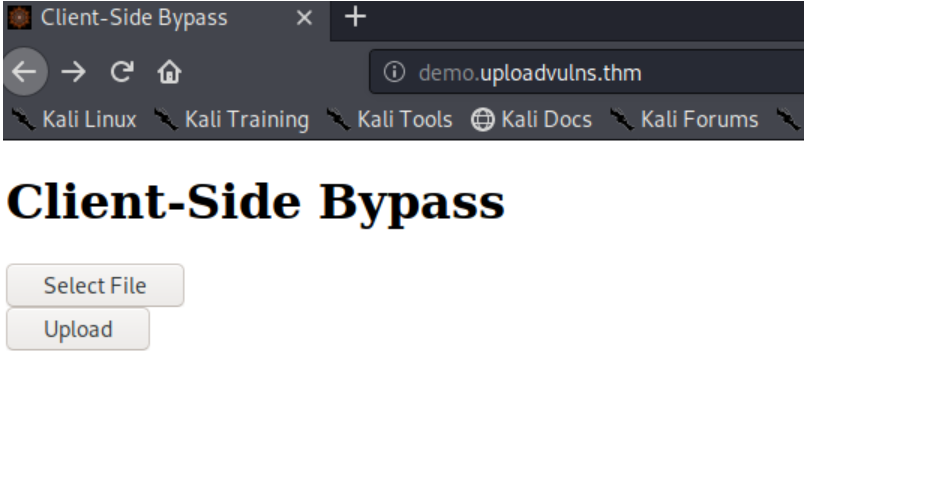 Client-Side Bypass
demo.uploadvulns.thm
Kali Linux Kali Training Kali Tools Kali Docs Kali Forums
Client-Side Bypass
Select File
Upload